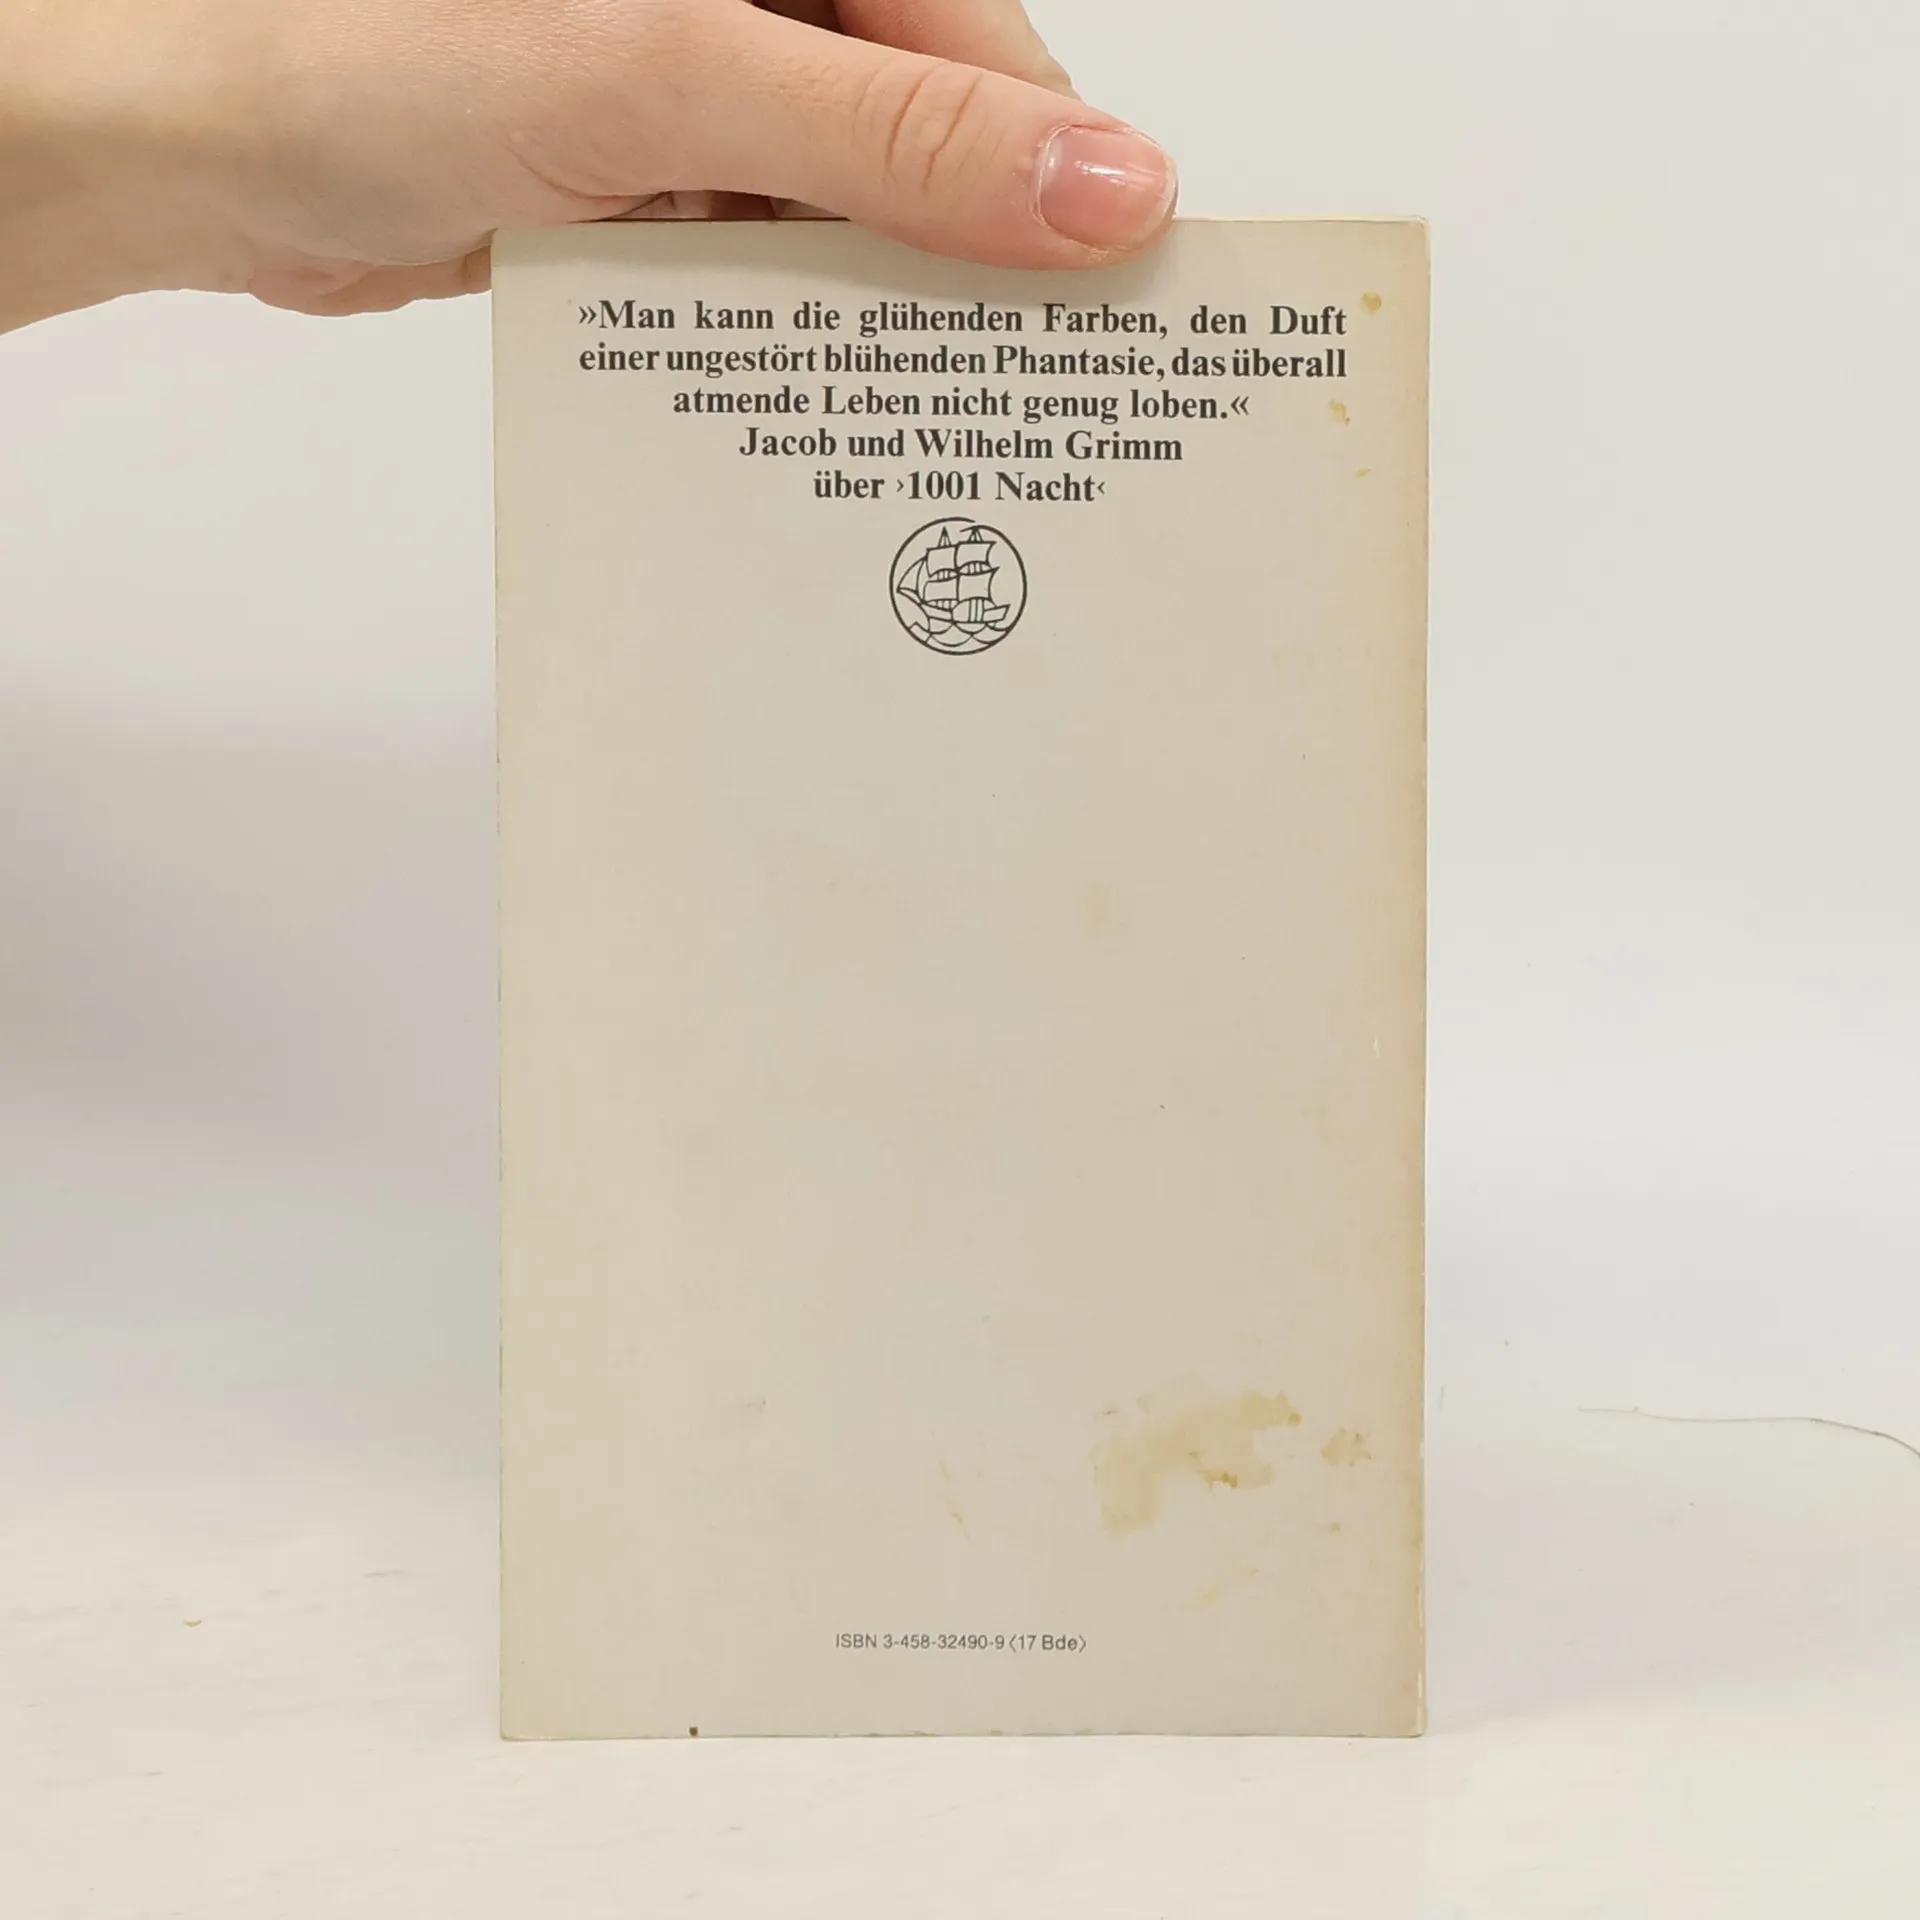 »Man kann die glühenden Farben, den Duft
einer ungestört blühenden Phantasie, das überall
atmende Leben nicht genug loben.«
Jacob und Wilhelm Grimm
über ›1001 Nacht‹
ISBN 3-458-32490-9 ⟨17 Bde⟩